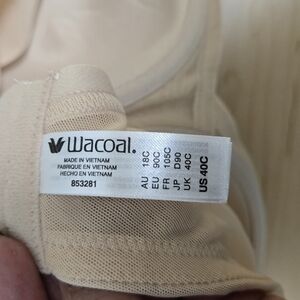 Wacoal.
MADE IN VIETNAM
FABRIQUE EN VIETNAM
HECHO EN VIETNAM
853281
AU 18C
EU 90C
FR 105C
JP D90
UK 40C
US 40C